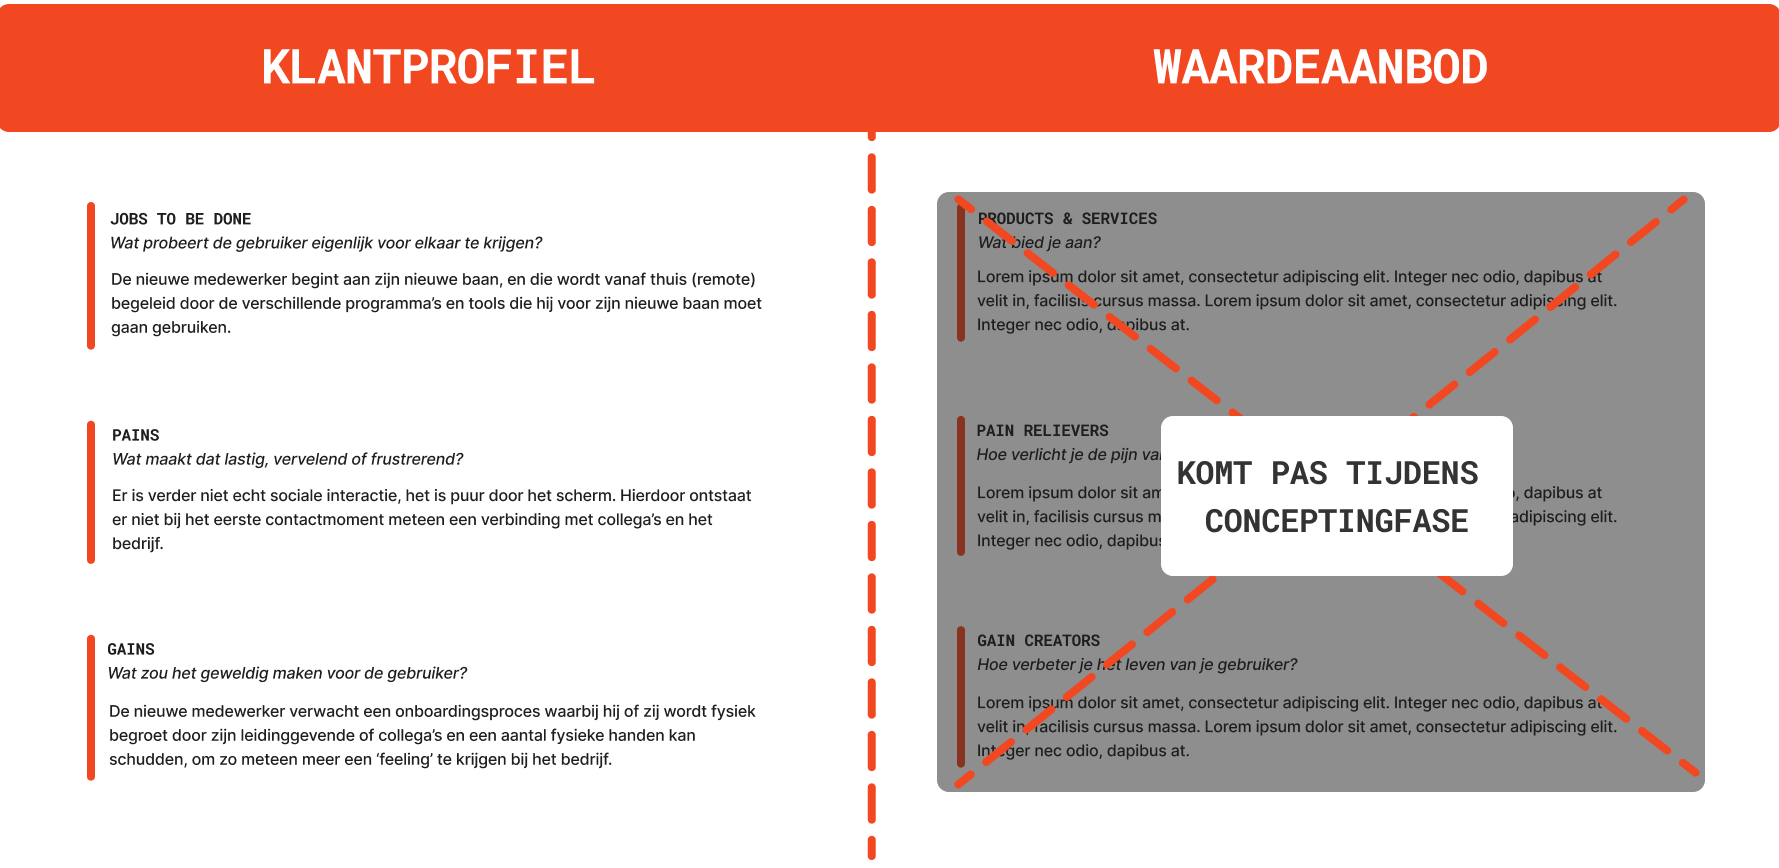 KLANTPROFIEL
WAARDEAANBOD
JOBS TO BE DONE
Wat probeert de gebruiker eigenlijk voor elkaar te krijgen?
De nieuwe medewerker begint aan zijn nieuwe baan, en die wordt vanaf thuis (remote)
begeleid door de verschillende programma's en tools die hij voor zijn nieuwe baan moet
gaan gebruiken.
PAINS
Wat maakt dat lastig, vervelend of frustrerend?
Er is verder niet echt sociale interactie, het is puur door het scherm. Hierdoor ontstaat
er niet bij het eerste contactmoment meteen een verbinding met collega's en het
bedrijf.
GAINS
Wat zou het geweldig maken voor de gebruiker?
De nieuwe medewerker verwacht een onboardingsproces waarbij hij of zij wordt fysiek
begroet door zijn leidinggevende of collega's en een aantal fysieke handen kan
schudden, om zo meteen meer een ‘feeling’ te krijgen bij het bedrijf.
PRODUCTS & SERVICES
Wat bied je aan?
Lorem ipsum dolor sit amet, consectetur adipiscing elit. Integer nec odio, dapibus at
velit in, facilisis cursus massa. Lorem ipsum dolor sit amet, consectetur adipiscing elit.
Integer nec odio, dapibus at.
PAIN RELIEVERS
Hoe verlicht je de pijn
Lorem ipsum dolor sit dapibus at
velit in, facilisis cursus adipiscing elit.
Integer nec odio,
KOMT PAS TIJDENS
CONCEPTINGFASE
GAIN CREATORS
Hoe verbeter je het leven van je gebruiker?
Lorem ipsum dolor sit amet, consectetur adipiscing elit. Integer nec odio, dapibus at
velit in, facilisis cursus massa. Lorem ipsum dolor sit amet, consectetur adipiscing elit.
Integer nec odio, dapibus at.